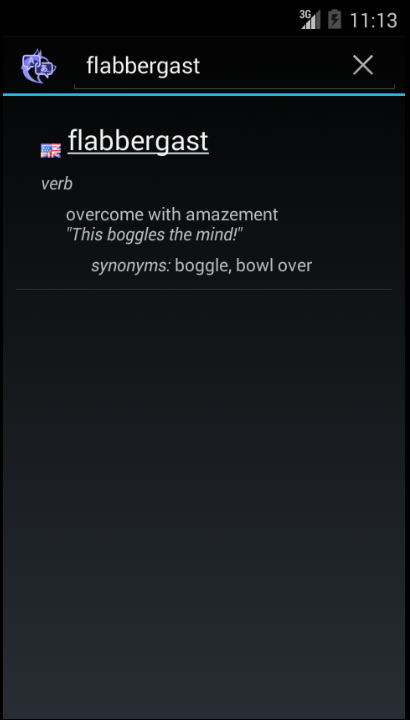 3G 11:13
flabbergast
flabbergast
verb
overcome with amazement
"This boggles the mind!"
synonyms: boggle, bowl over